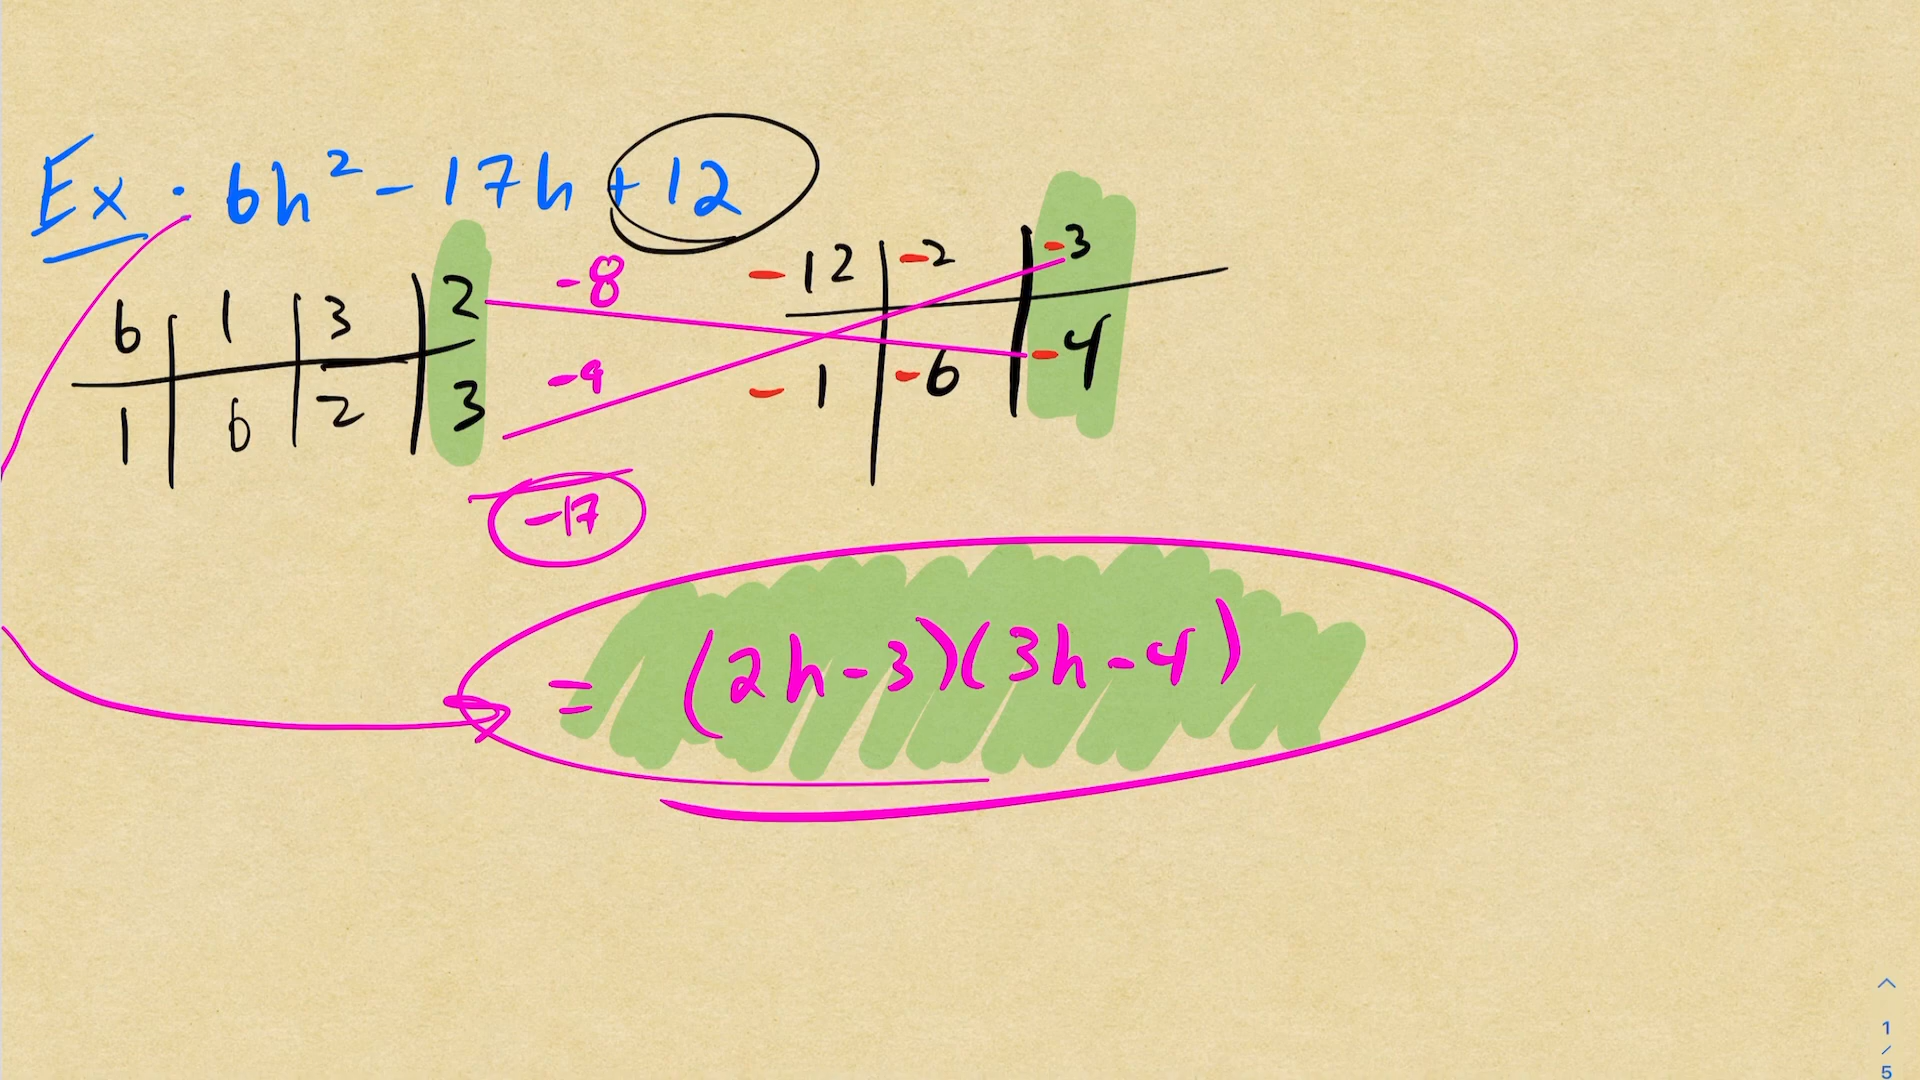 Ex: 6h² - 17h + 12
6 1 3 2
1 6 2 3
-8
-9
-17
-12 -2 -3
-1 -6 -4
= (2h-3)(3h-4)
1
/
5